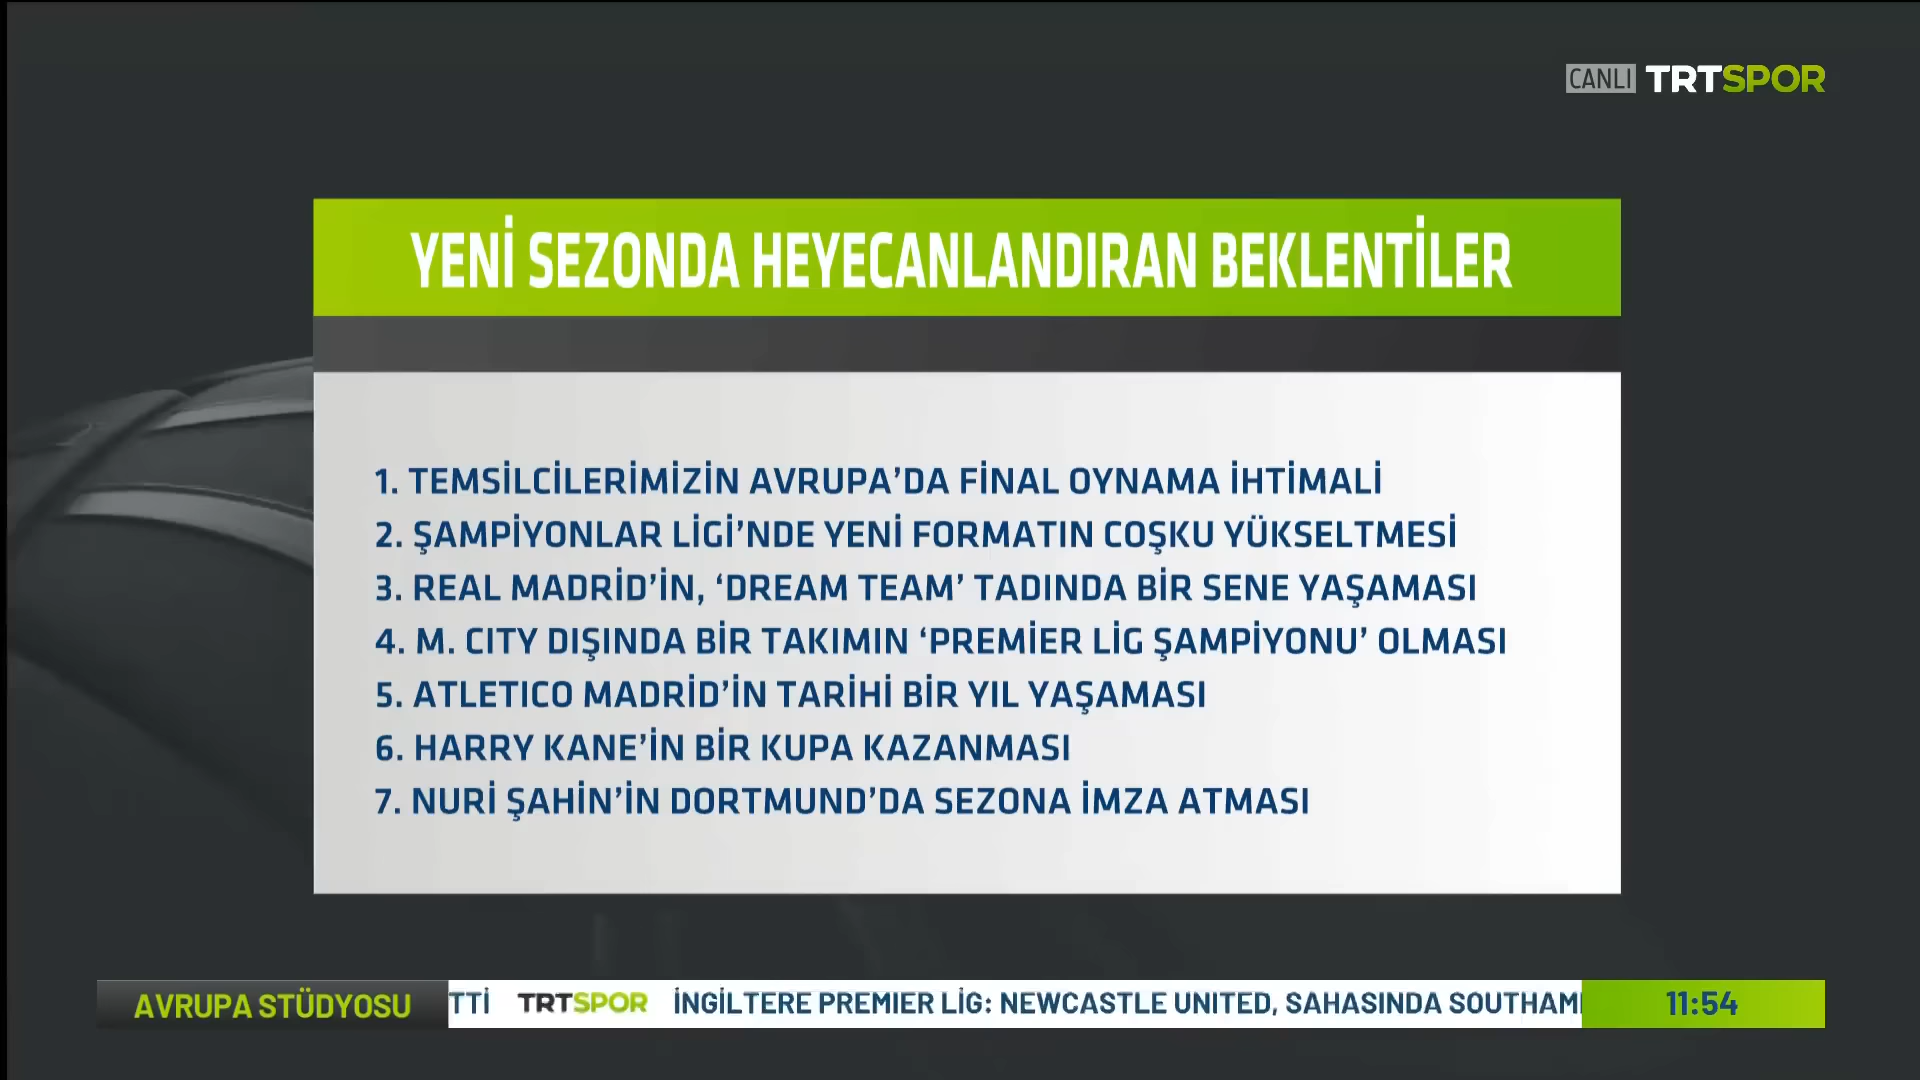 CANLI TRTSPOR
YENİ SEZONDA HEYECANLANDIRAN BEKLENTİLER
1. TEMSİLCİLERİMİZİN AVRUPA'DA FİNAL OYNAMA İHTİMALİ
2. ŞAMPİYONLAR LİGİ'NDE YENİ FORMATIN COŞKU YÜKSELTMESİ
3. REAL MADRİD'İN, ‘DREAM TEAM’ TADINDA BİR SENE YAŞAMASI
4. M. CITY DIŞINDA BİR TAKIMIN ‘PREMİER LİG ŞAMPİYONU’ OLMASI
5. ATLETICO MADRİD'İN TARİHİ BİR YIL YAŞAMASI
6. HARRY KANE'İN BİR KUPA KAZANMASI
7. NURİ ŞAHİN'İN DORTMUND'DA SEZONA İMZA ATMASI
AVRUPA STÜDYOSU TTİ TRTSPOR İNGİLTERE PREMIER LİG: NEWCASTLE UNITED, SAHASINDA SOUTHAM 11:54